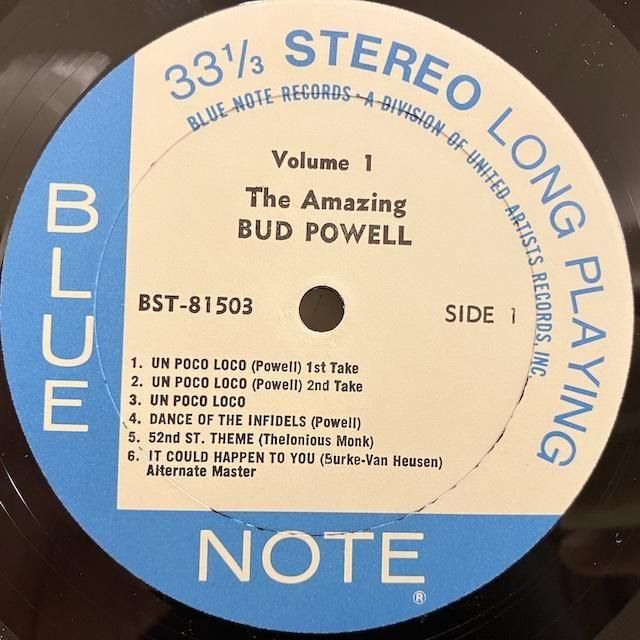 33⅓ STEREO LONG PLAYING
BLUE NOTE RECORDS · A DIVISION OF UNITED ARTISTS RECORDS, INC.
Volume 1
The Amazing
BUD POWELL
BST-81503
SIDE 1
1. UN POCO LOCO (Powell) 1st Take
2. UN POCO LOCO (Powell) 2nd Take
3. UN POCO LOCO
4. DANCE OF THE INFIDELS (Powell)
5. 52nd ST. THEME (Thelonious Monk)
6. IT COULD HAPPEN TO YOU (Burke-Van Heusen)
Alternate Master
BLUE
NOTE
®